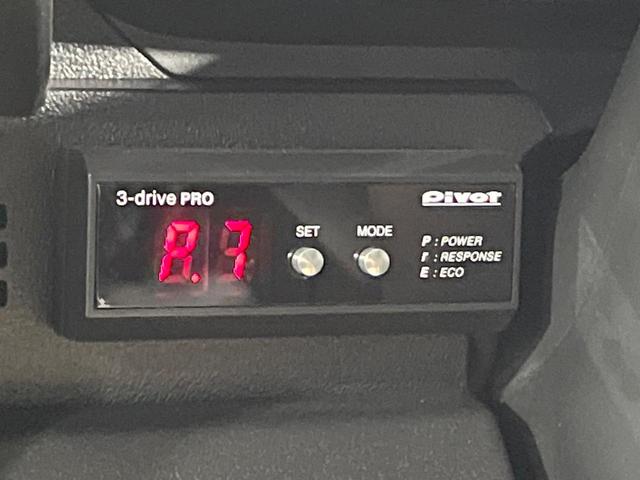 3-drive PRO
Pivot
P.7
SET
MODE
P : POWER
r : RESPONSE
E : ECO